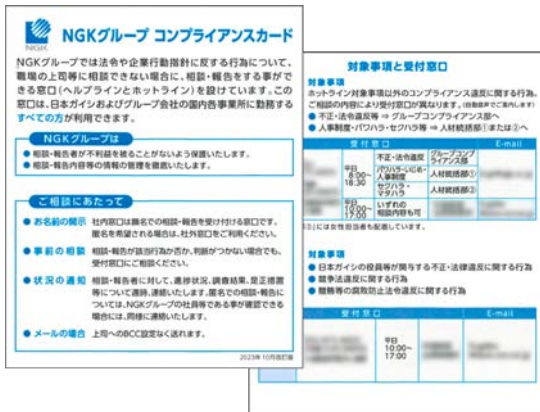 NGK
NGKグループ コンプライアンスカード
NGKグループでは法令や企業行動指針に反する行為について、
職場の上司等に相談できない場合に、相談・報告をする事がで
きる窓口(ヘルプラインとホットライン)を設けています。この
窓口は、日本ガイシおよびグループ会社の国内各事業所に勤務する
すべての方が利用できます。
NGKグループは
● 相談・報告者が不利益を被ることがないよう保護いたします。
● 相談・報告内容等の情報の管理を徹底いたします。
ご相談にあたって
● お名前の開示 社内窓口は顕名での相談・報告を受け付ける窓口です。
匿名を希望される場合は、社外窓口をご利用ください。
● 事前の相談 相談・報告が該当行為か否か、判断がつかない場合でも、
受付窓口にご相談ください。
● 状況の通知 相談・報告者に対して、進捗状況、調査結果、是正措置
等について適時、連絡いたします。匿名での相談・報告に
ついては、NGKグループの社員等である事が確認できる
場合には、同様に連絡いたします。
● メールの場合 上司へのBCC設定なく送れます。
2023年10月改訂版
対象事項と受付窓口
対象事項
ホットライン対象事項以外のコンプライアンス違反に関する行為。
ご相談の内容により受付窓口が異なります。(自動音声でご案内します)
● 不正・法令違反等 ⇒ グループコンプライアンス部へ
● 人事制度・パワハラ・セクハラ等 ⇒ 人材統括部①または②へ
受付窓口 E-mail
平日
8:00~
18:30
不正・法令違反 グループコンプライアンス部
パワハラ・いじめ・人事制度 人材統括部①
セクハラ・マタハラ 人材統括部②
平日
10:00~
17:00
いずれの相談内容も可
②)には女性担当者も配置しています。
対象事項
● 日本ガイシの役員等が関与する不正・法律違反に関する行為
● 競争法違反に関する行為
● 贈賄等の腐敗防止法令違反に関する行為
受付窓口 E-mail
平日
10:00~
17:00